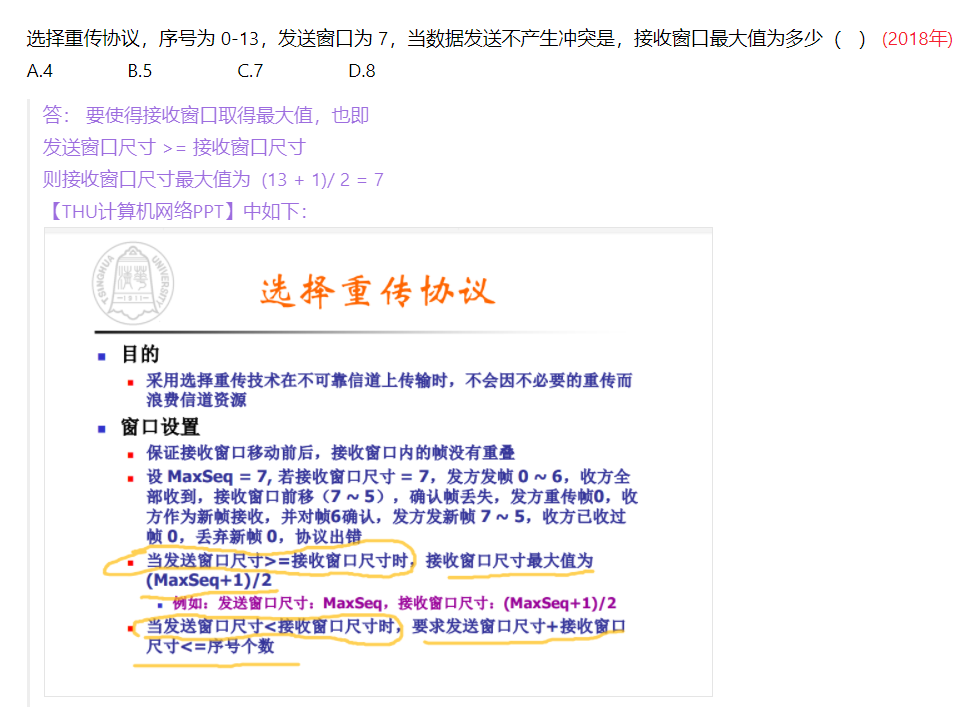 选择重传协议，序号为 0-13，发送窗口为 7，当数据发送不产生冲突是，接收窗口最大值为多少（ ） (2018年)
A.4 B.5 C.7 D.8
答： 要使得接收窗口取得最大值，也即
发送窗口尺寸 >= 接收窗口尺寸
则接收窗口尺寸最大值为 (13 + 1)/ 2 = 7
【THU计算机网络PPT】中如下：
TSINGHUA UNIVERSITY
-1911-
选择重传协议
目的
采用选择重传技术在不可靠信道上传输时，不会因不必要的重传而
浪费信道资源
窗口设置
保证接收窗口移动前后，接收窗口内的帧没有重叠
设 MaxSeq = 7, 若接收窗口尺寸 = 7，发方发帧 0 ~ 6，收方全
部收到，接收窗口前移（7 ~ 5），确认帧丢失，发方重传帧0，收
方作为新帧接收，并对帧6确认，发方发新帧 7 ~ 5，收方已收过
帧 0，丢弃新帧 0，协议出错
当发送窗口尺寸>=接收窗口尺寸时，接收窗口尺寸最大值为
(MaxSeq+1)/2
例如：发送窗口尺寸：MaxSeq，接收窗口尺寸：(MaxSeq+1)/2
当发送窗口尺寸<接收窗口尺寸时，要求发送窗口尺寸+接收窗口
尺寸<=序号个数